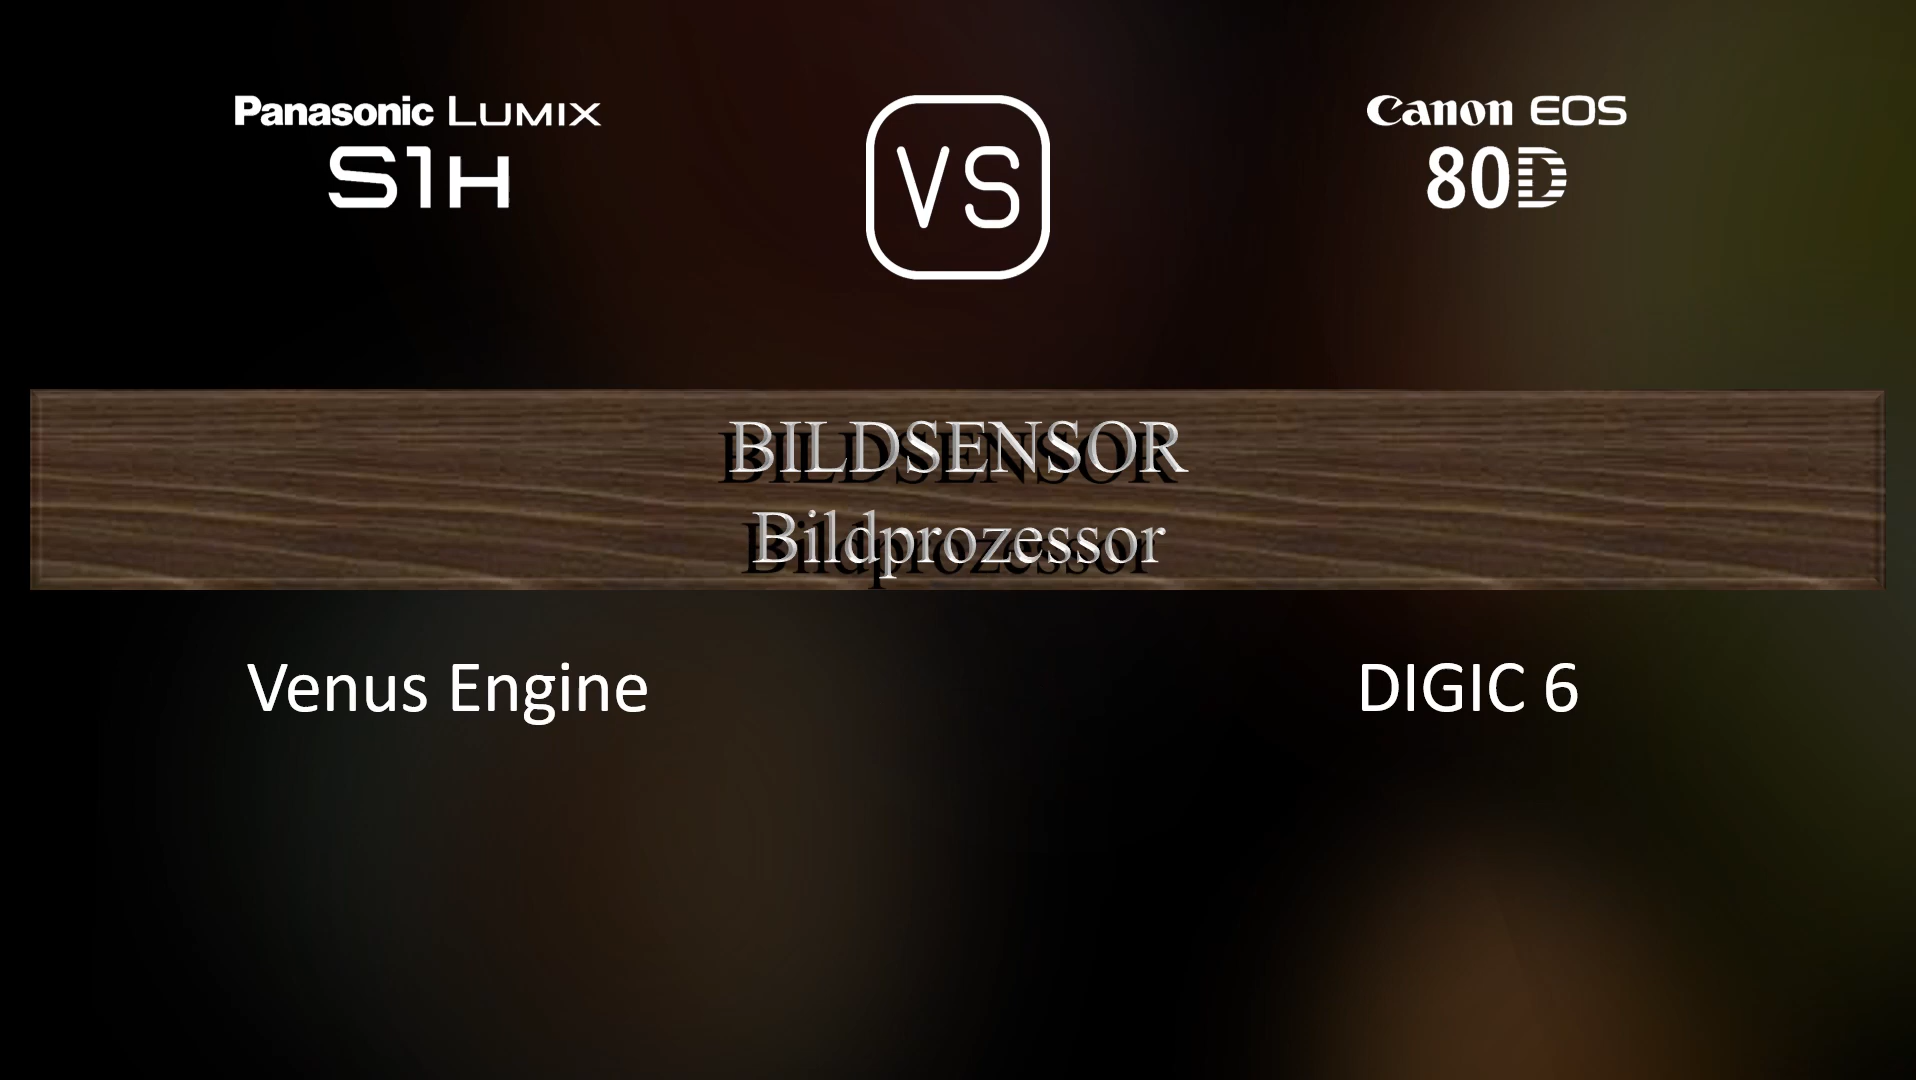 Panasonic LUMIX
S1H
VS
Canon EOS
80D
BILDSENSOR
Bildprozessor
Venus Engine
DIGIC 6